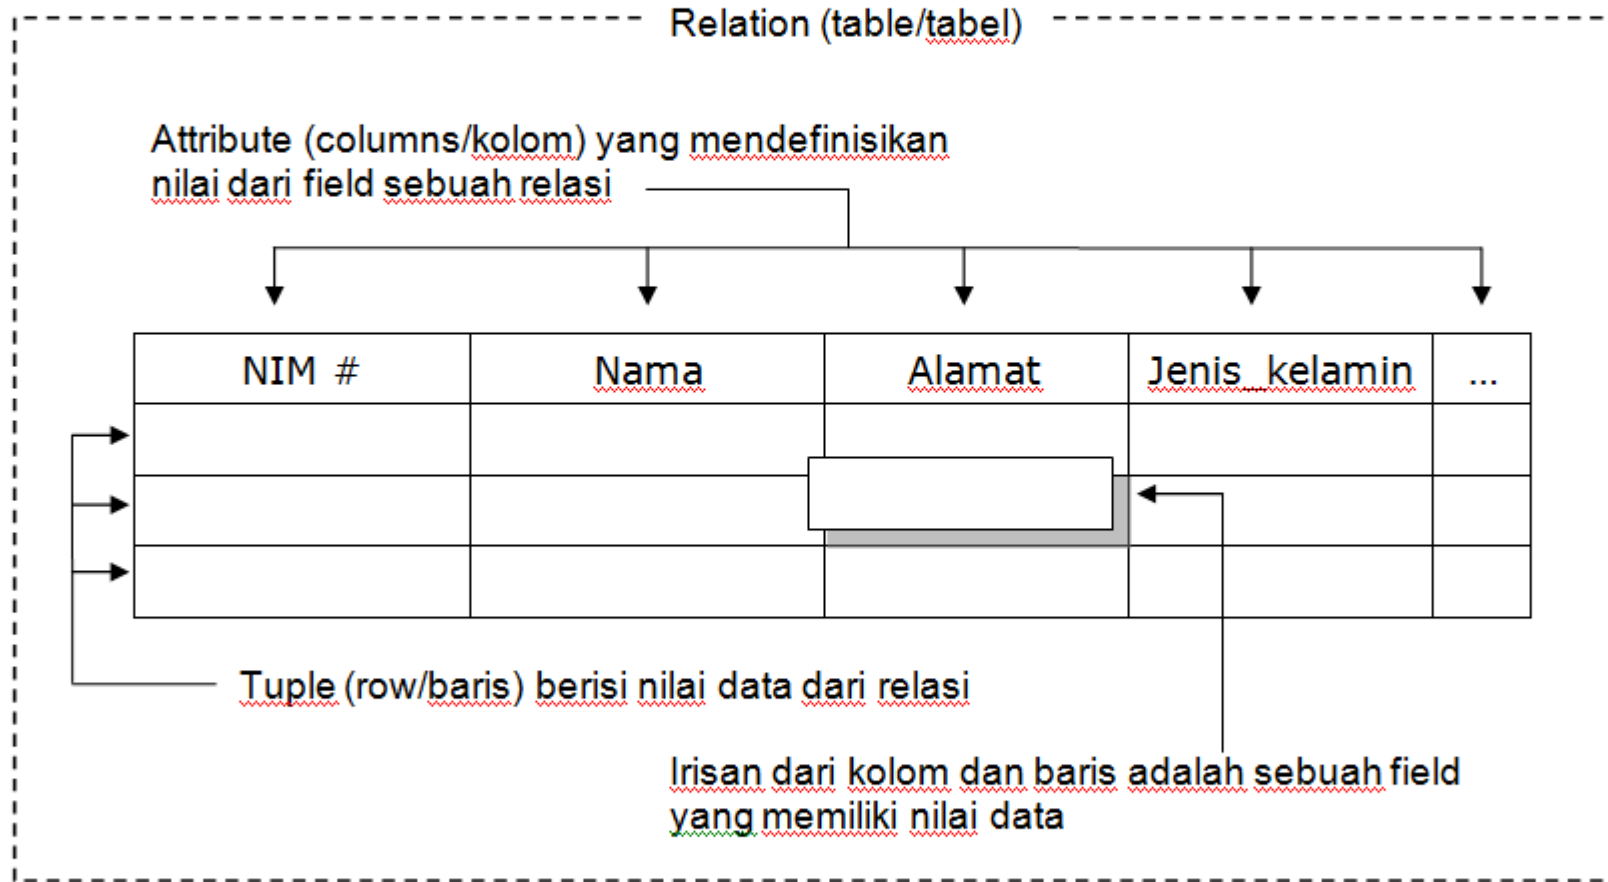 Relation (table/tabel)
Attribute (columns/kolom) yang mendefinisikan
nilai dari field sebuah relasi
NIM # Nama Alamat Jenis_kelamin ...
Tuple (row/baris) berisi nilai data dari relasi
Irisan dari kolom dan baris adalah sebuah field
yang memiliki nilai data